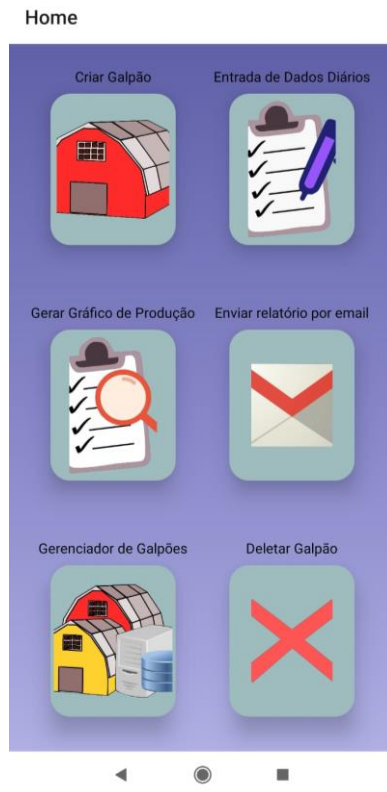 Home
Criar Galpão
Entrada de Dados Diários
Gerar Gráfico de Produção
Enviar relatório por email
Gerenciador de Galpões
Deletar Galpão